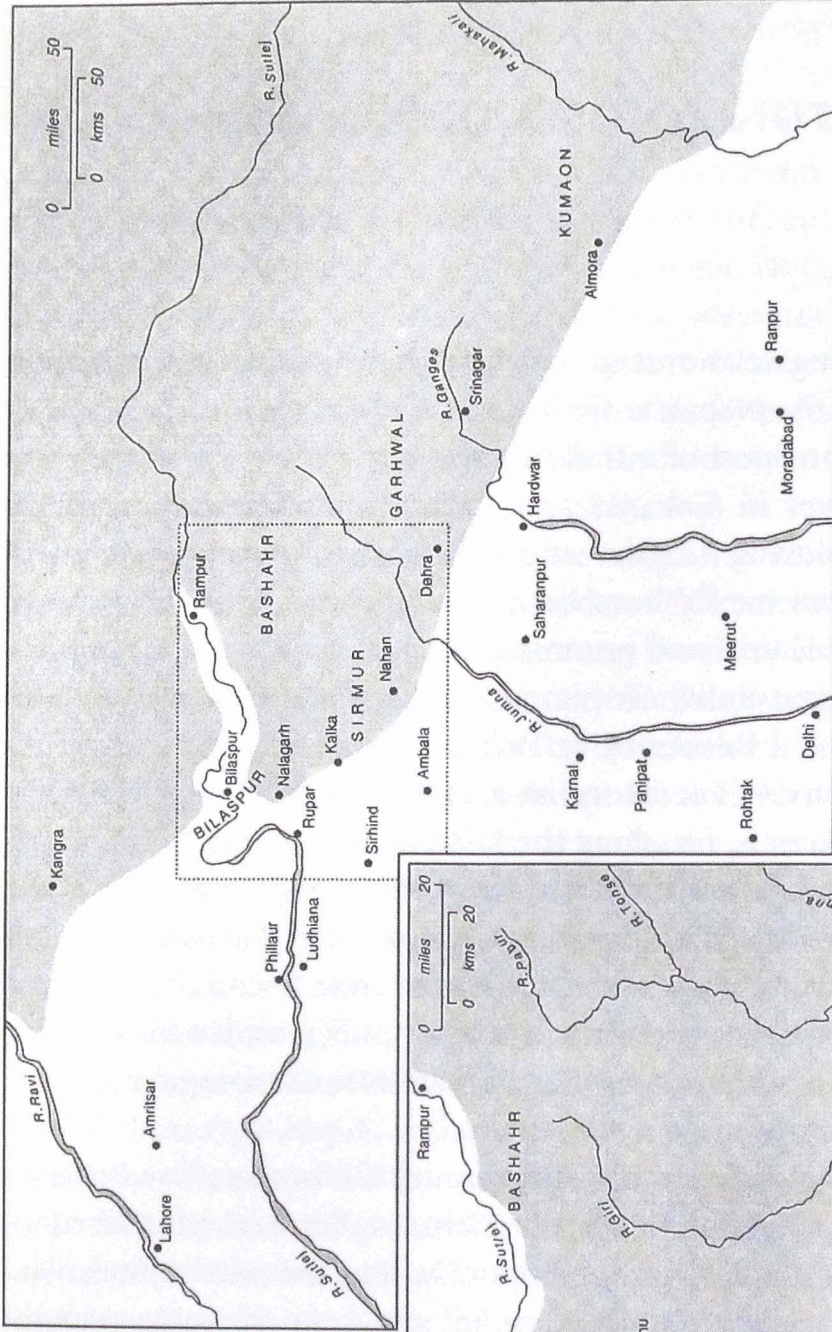 miles
0 50
0 50
kms
R. Sutlej
R. Mahakali
Kangra
Rampur
BASHAHR
GARHWAL
KUMAON
Almora
R. Ganges
Srinagar
Bilaspur
BILASPUR
Nalagarh
Kalka
SIRMUR
Nahan
Dehra
Hardwar
Saharanpur
Rupar
Sirhind
Ambala
R. Jumna
Phillaur
Ludhiana
R. Ravi
Amritsar
Lahore
R. Sutlej
Karnal
Panipat
Rohtak
Delhi
Meerut
Moradabad
Ranpur
miles
0 20
0 20
kms
Rampur
R. Sutlej
BASHAHR
R. Pabur
R. Tonse
R. Giri
nna
nu